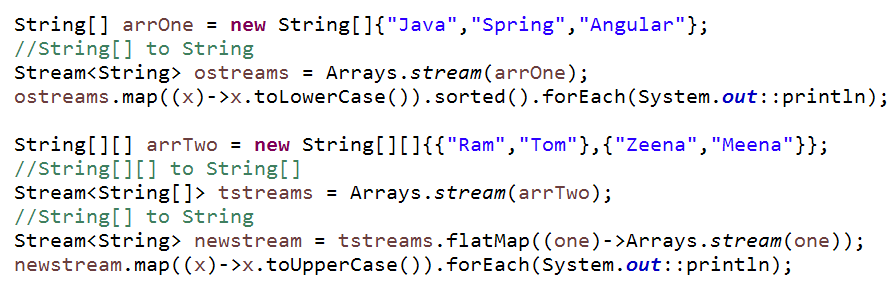 String[] arrOne = new String[]{"Java","Spring","Angular"};
//String[] to String
Stream<String> ostreams = Arrays.stream(arrOne);
ostreams.map((x)->x.toLowerCase()).sorted().forEach(System.out::println);
String[][] arrTwo = new String[][]{{"Ram","Tom"},{"Zeena","Meena"}};
//String[][] to String[]
Stream<String[]> tstreams = Arrays.stream(arrTwo);
//String[] to String
Stream<String> newstream = tstreams.flatMap((one)->Arrays.stream(one));
newstream.map((x)->x.toUpperCase()).forEach(System.out::println);